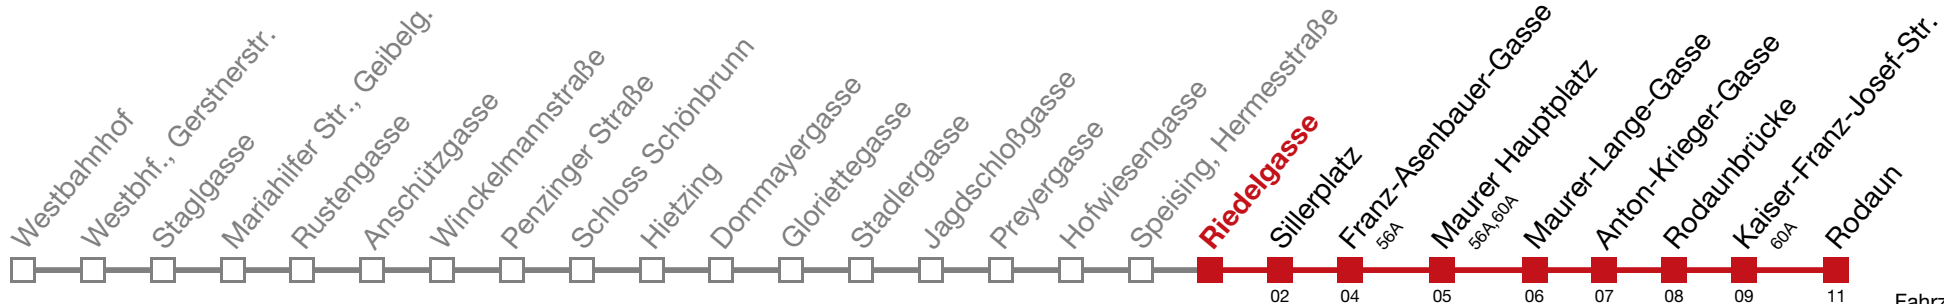 Westbahnhof
Westbhf., Gerstnerstr.
Staglgasse
Mariahilfer Str., Geibelg.
Rustengasse
Anschützgasse
Winckelmannstraße
Penzinger Straße
Schloss Schönbrunn
Hietzing
Dommayergasse
Gloriettegasse
Stadlergasse
Jagdschloßgasse
Preyergasse
Hofwiesengasse
Speising, Hermesstraße
Riedelgasse
Sillerplatz
Franz-Asenbauer-Gasse
56A
Maurer Hauptplatz
56A,60A
Maurer-Lange-Gasse
Anton-Krieger-Gasse
Rodaunbrücke
Kaiser-Franz-Josef-Str.
60A
Rodaun
02 04 05 06 07 08 09 11